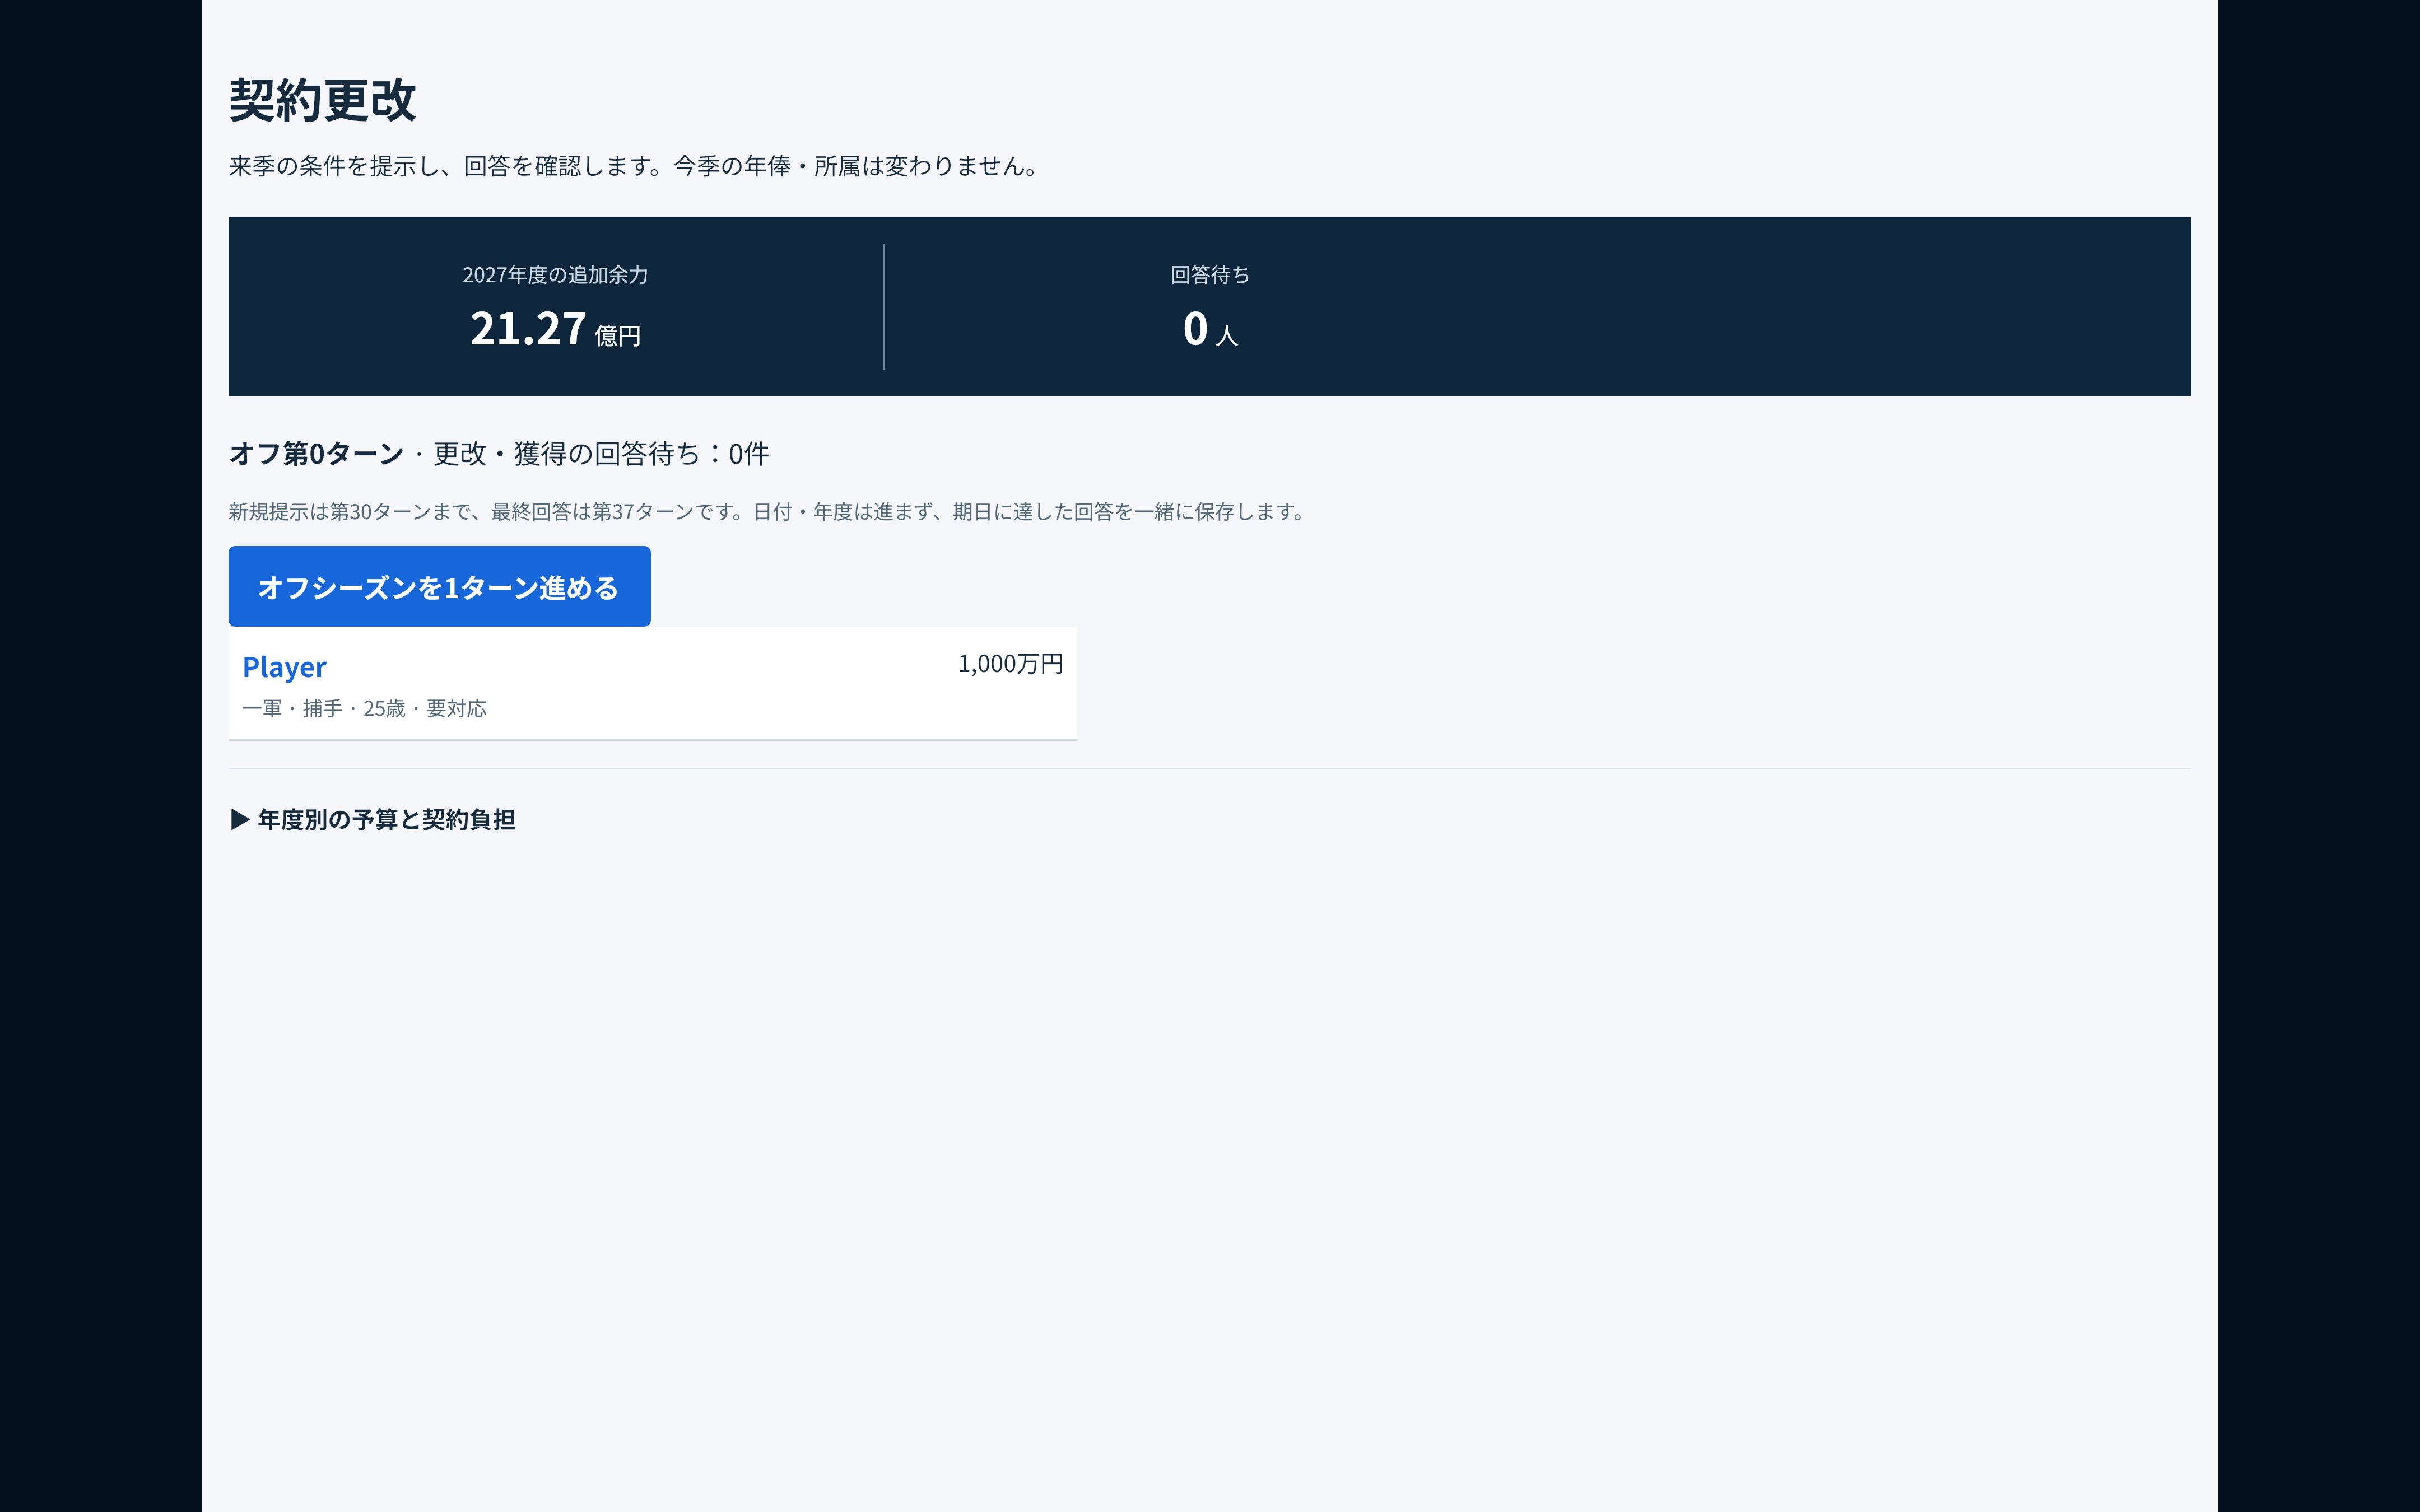 契約更改
来季の条件を提示し、回答を確認します。今季の年俸・所属は変わりません。
2027年度の追加余力
21.27 億円
回答待ち
0 人
オフ第0ターン · 更改・獲得の回答待ち：0件
新規提示は第30ターンまで、最終回答は第37ターンです。日付・年度は進まず、期日に達した回答を一緒に保存します。
オフシーズンを1ターン進める
Player
1,000万円
一軍 · 捕手 · 25歳 · 要対応
▶ 年度別の予算と契約負担